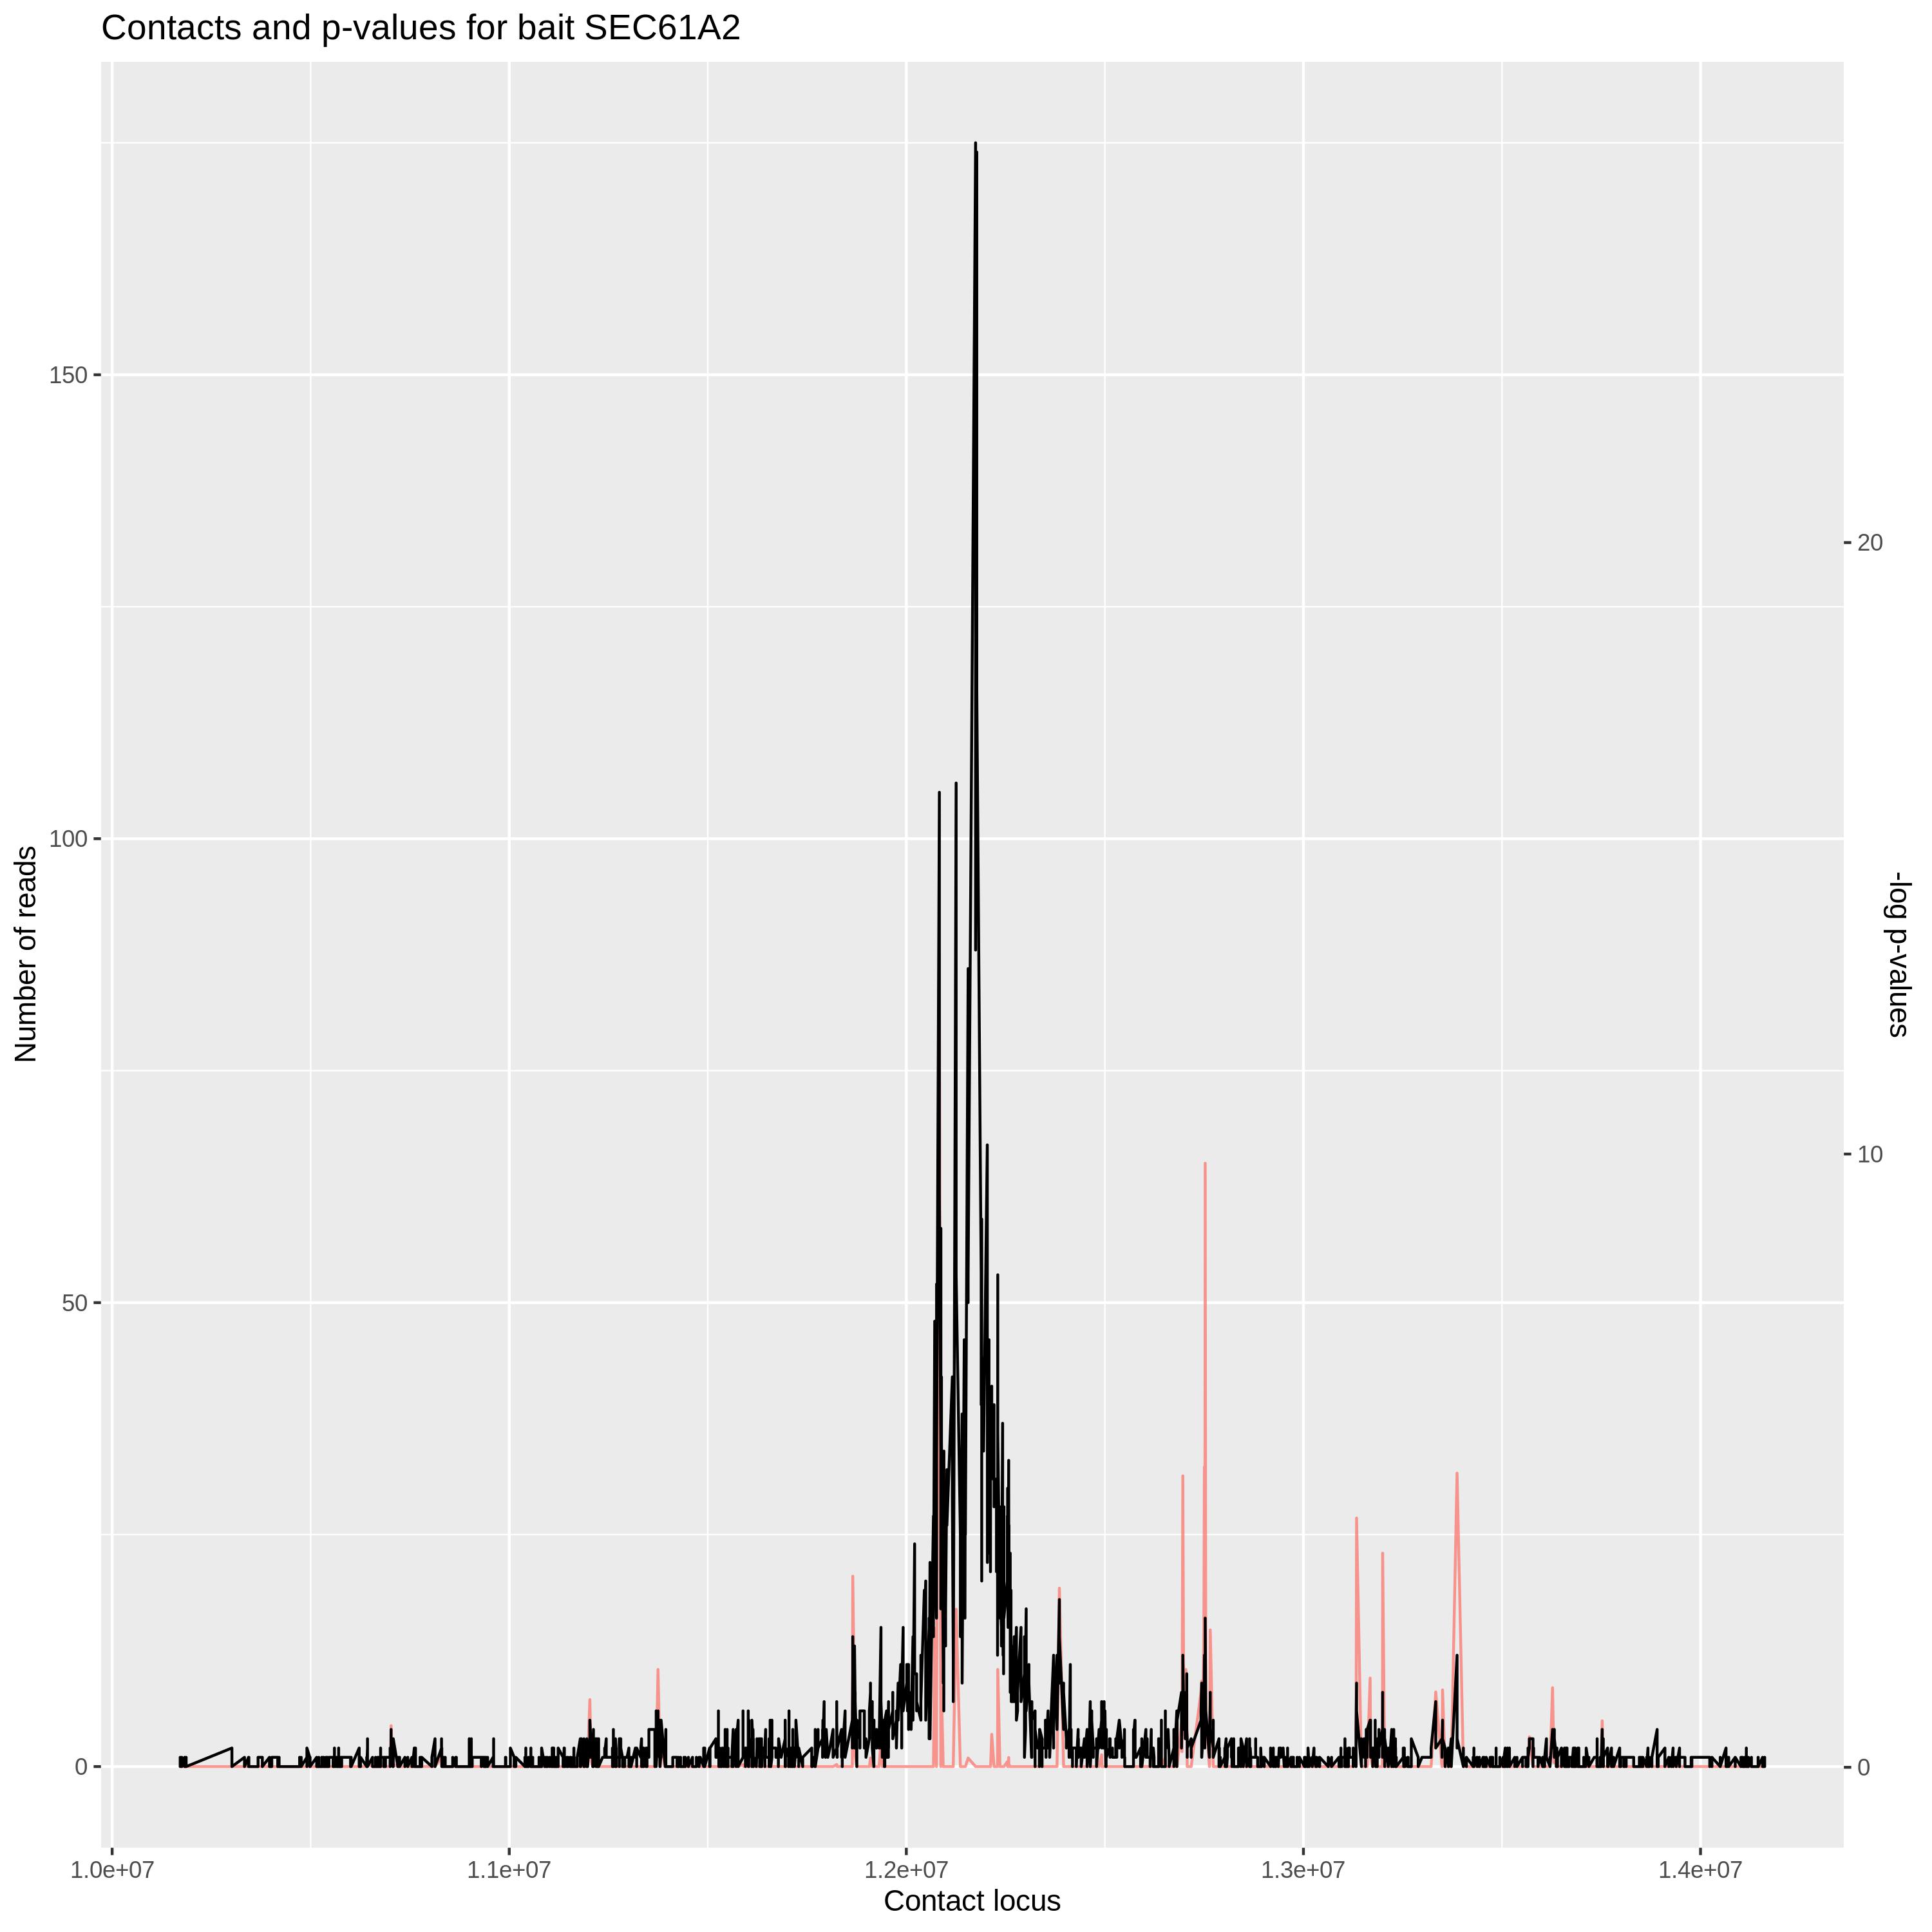 Contacts and p-values for bait SEC61A2
Number of reads
150
100
50
0
20
10
0
-log p-values
1.0e+07 1.1e+07 1.2e+07 1.3e+07 1.4e+07
Contact locus